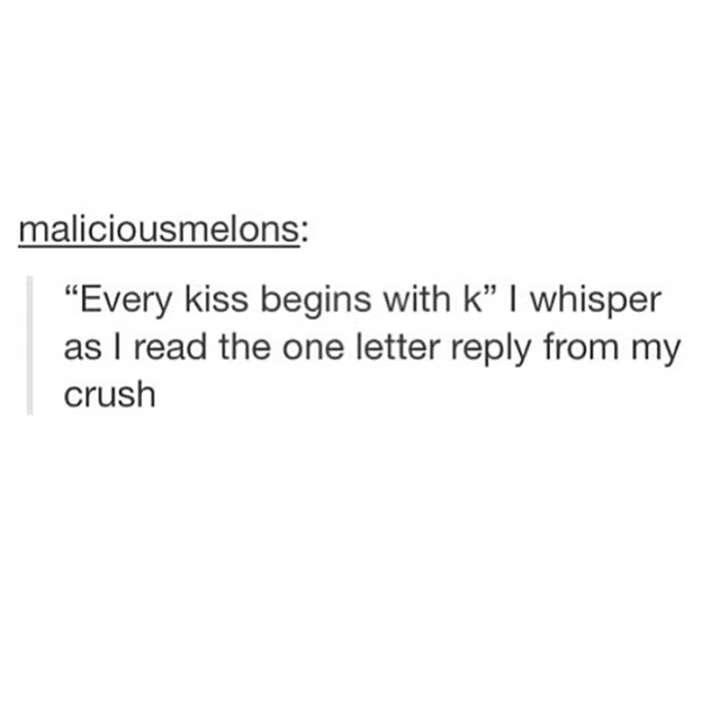 maliciousmelons:
“Every kiss begins with k” I whisper
as I read the one letter reply from my
crush